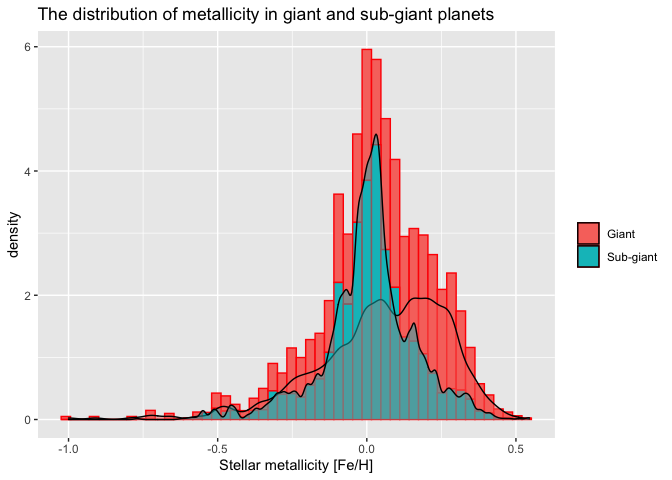 The distribution of metallicity in giant and sub-giant planets
6
4
2
0
density
-1.0
-0.5
0.0
0.5
Stellar metallicity [Fe/H]
Giant
Sub-giant